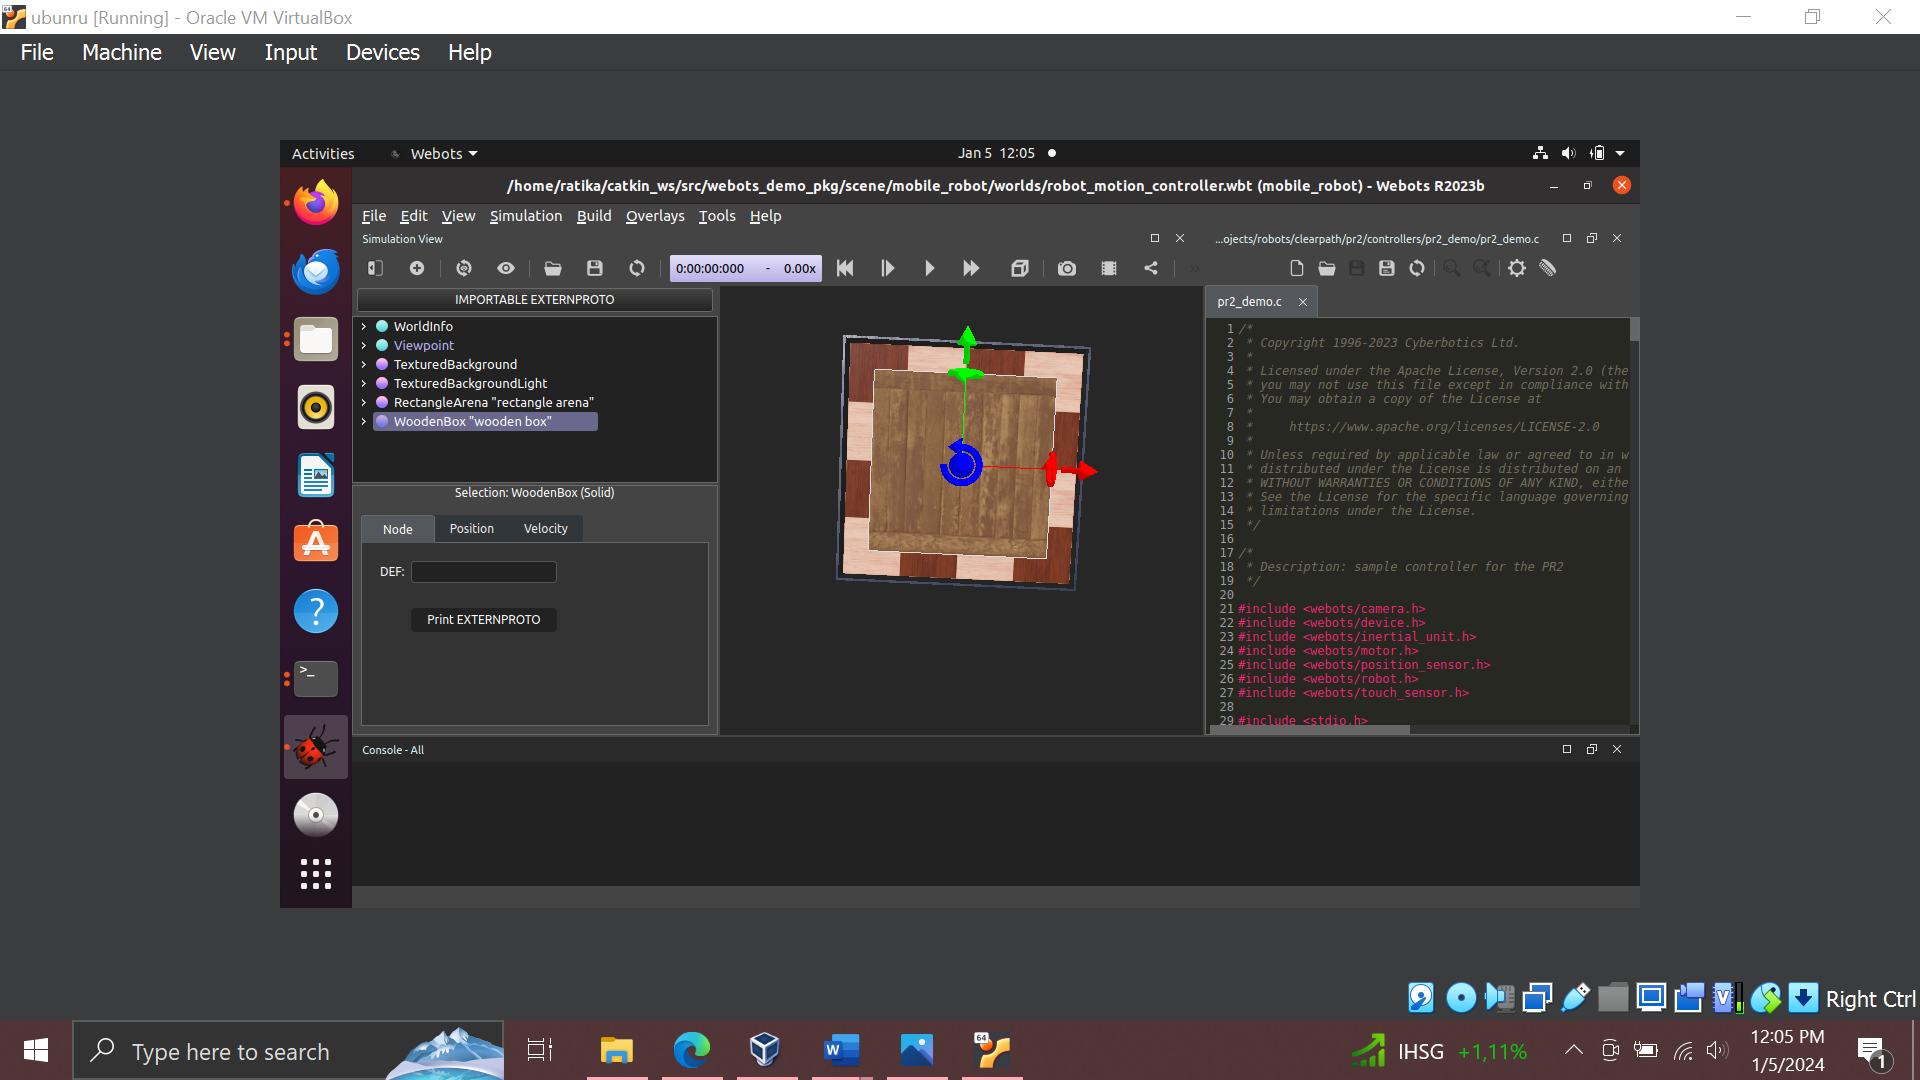 ubunru [Running] - Oracle VM VirtualBox
File Machine View Input Devices Help
Activities Webots Jan 5 12:05
/home/ratika/catkin_ws/src/webots_demo_pkg/scene/mobile_robot/worlds/robot_motion_controller.wbt (mobile_robot) - Webots R2023b
File Edit View Simulation Build Overlays Tools Help
Simulation View
...ojects/robots/clearpath/pr2/controllers/pr2_demo/pr2_demo.c
0:00:00:000 - 0.00x
IMPORTABLE EXTERNPROTO
WorldInfo
Viewpoint
TexturedBackground
TexturedBackgroundLight
RectangleArena "rectangle arena"
WoodenBox "wooden box"
Selection: WoodenBox (Solid)
Node Position Velocity
DEF:
Print EXTERNPROTO
pr2_demo.c
1 /*
2 * Copyright 1996-2023 Cyberbotics Ltd.
3 *
4 * Licensed under the Apache License, Version 2.0 (the
5 * you may not use this file except in compliance with
6 * You may obtain a copy of the License at
7 *
8 * https://www.apache.org/licenses/LICENSE-2.0
9 *
10 * Unless required by applicable law or agreed to in w
11 * distributed under the License is distributed on an
12 * WITHOUT WARRANTIES OR CONDITIONS OF ANY KIND, eithe
13 * See the License for the specific language governing
14 * limitations under the License.
15 */
16
17 /*
18 * Description: sample controller for the PR2
19 */
20
21 #include <webots/camera.h>
22 #include <webots/device.h>
23 #include <webots/inertial_unit.h>
24 #include <webots/motor.h>
25 #include <webots/position_sensor.h>
26 #include <webots/robot.h>
27 #include <webots/touch_sensor.h>
28
29 #include <stdio.h>
Console - All
Right Ctrl
Type here to search
IHSG +1,11%
12:05 PM
1/5/2024
1